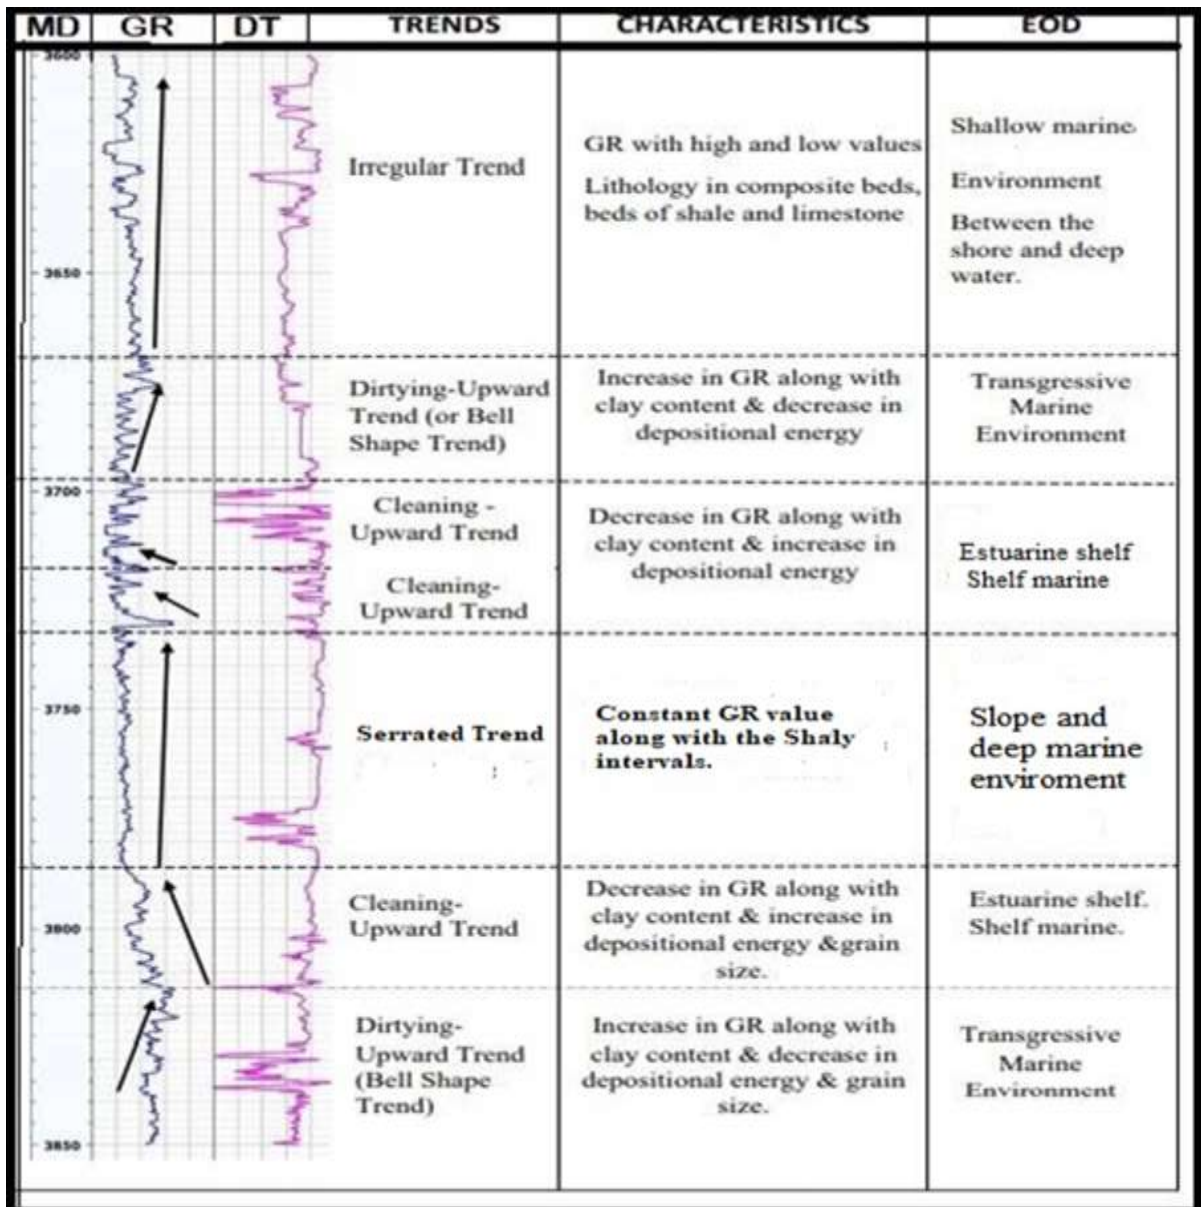 MD GR DT TRENDS CHARACTERISTICS EOD
3600
Irregular Trend
GR with high and low values
Lithology in composite beds,
beds of shale and limestone
Shallow marine
Environment
Between the
shore and deep
water.
3650
Dirtying-Upward
Trend (or Bell
Shape Trend)
Increase in GR along with
clay content & decrease in
depositional energy
Transgressive
Marine
Environment
3700
Cleaning -
Upward Trend
Cleaning-
Upward Trend
Decrease in GR along with
clay content & increase in
depositional energy
Estuarine shelf
Shelf marine
3750
Serrated Trend
Constant GR value
along with the Shaly
intervals.
Slope and
deep marine
enviroment
3800
Cleaning-
Upward Trend
Decrease in GR along with
clay content & increase in
depositional energy &grain
size.
Estuarine shelf.
Shelf marine.
Dirtying-
Upward Trend
(Bell Shape
Trend)
Increase in GR along with
clay content & decrease in
depositional energy & grain
size.
Transgressive
Marine
Environment
3850